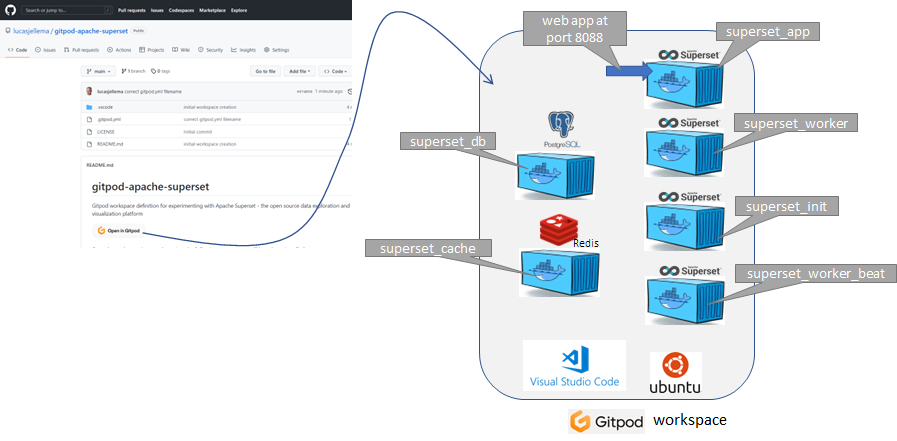 Search or jump to...
Pull requests Issues Codespaces Marketplace Explore
lucasjellema / gitpod-apache-superset Public
Code Issues Pull requests Actions Projects Wiki Security Insights Settings
main 1 branch 0 tags Go to file Add file Code
lucasjellema correct gitpod.yml filename 1 minute ago
.vscode initial workspace creation
.gitpod.yml correct gitpod.yml filename
LICENSE initial commit
README.md initial workspace creation
README.md
gitpod-apache-superset
Gitpod workspace definition for experimenting with Apache Superset - the open source data exploration and
visualization platform
Open in Gitpod
web app at
port 8088
superset_app
Superset
superset_worker
Superset
PostgreSQL
superset_db
superset_init
Superset
Redis
superset_cache
superset_worker_beat
Superset
Visual Studio Code
ubuntu
Gitpod workspace